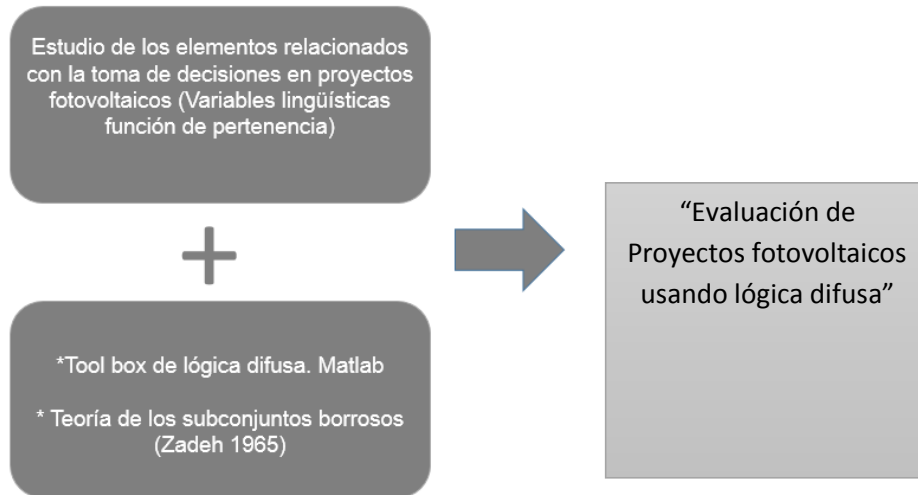 Estudio de los elementos relacionados
con la toma de decisiones en proyectos
fotovoltaicos (Variables lingüísticas
función de pertenencia)
+
*Tool box de lógica difusa. Matlab
* Teoría de los subconjuntos borrosos
(Zadeh 1965)
“Evaluación de
Proyectos fotovoltaicos
usando lógica difusa”